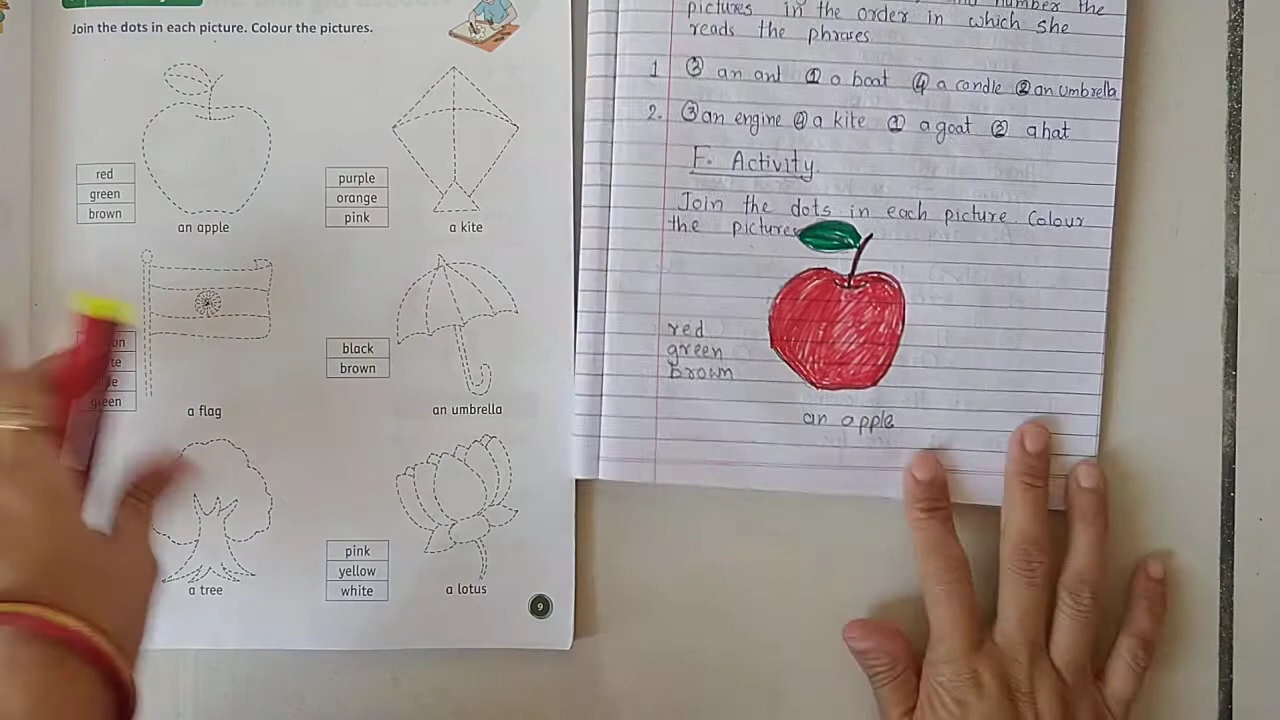 Join the dots in each picture. Colour the pictures.
red
green
brown
an apple
purple
orange
pink
a kite
green
a flag
black
brown
an umbrella
a tree
pink
yellow
white
a lotus
9
number the
pictures in the order in which she
reads the phrases
1 ③ an ant ① a boat ④ a candle ② an umbrella
2. ③ an engine ④ a kite ① a goat ② a hat
F. Activity
Join the dots in each picture Colour
the pictures
red
green
brown
an apple